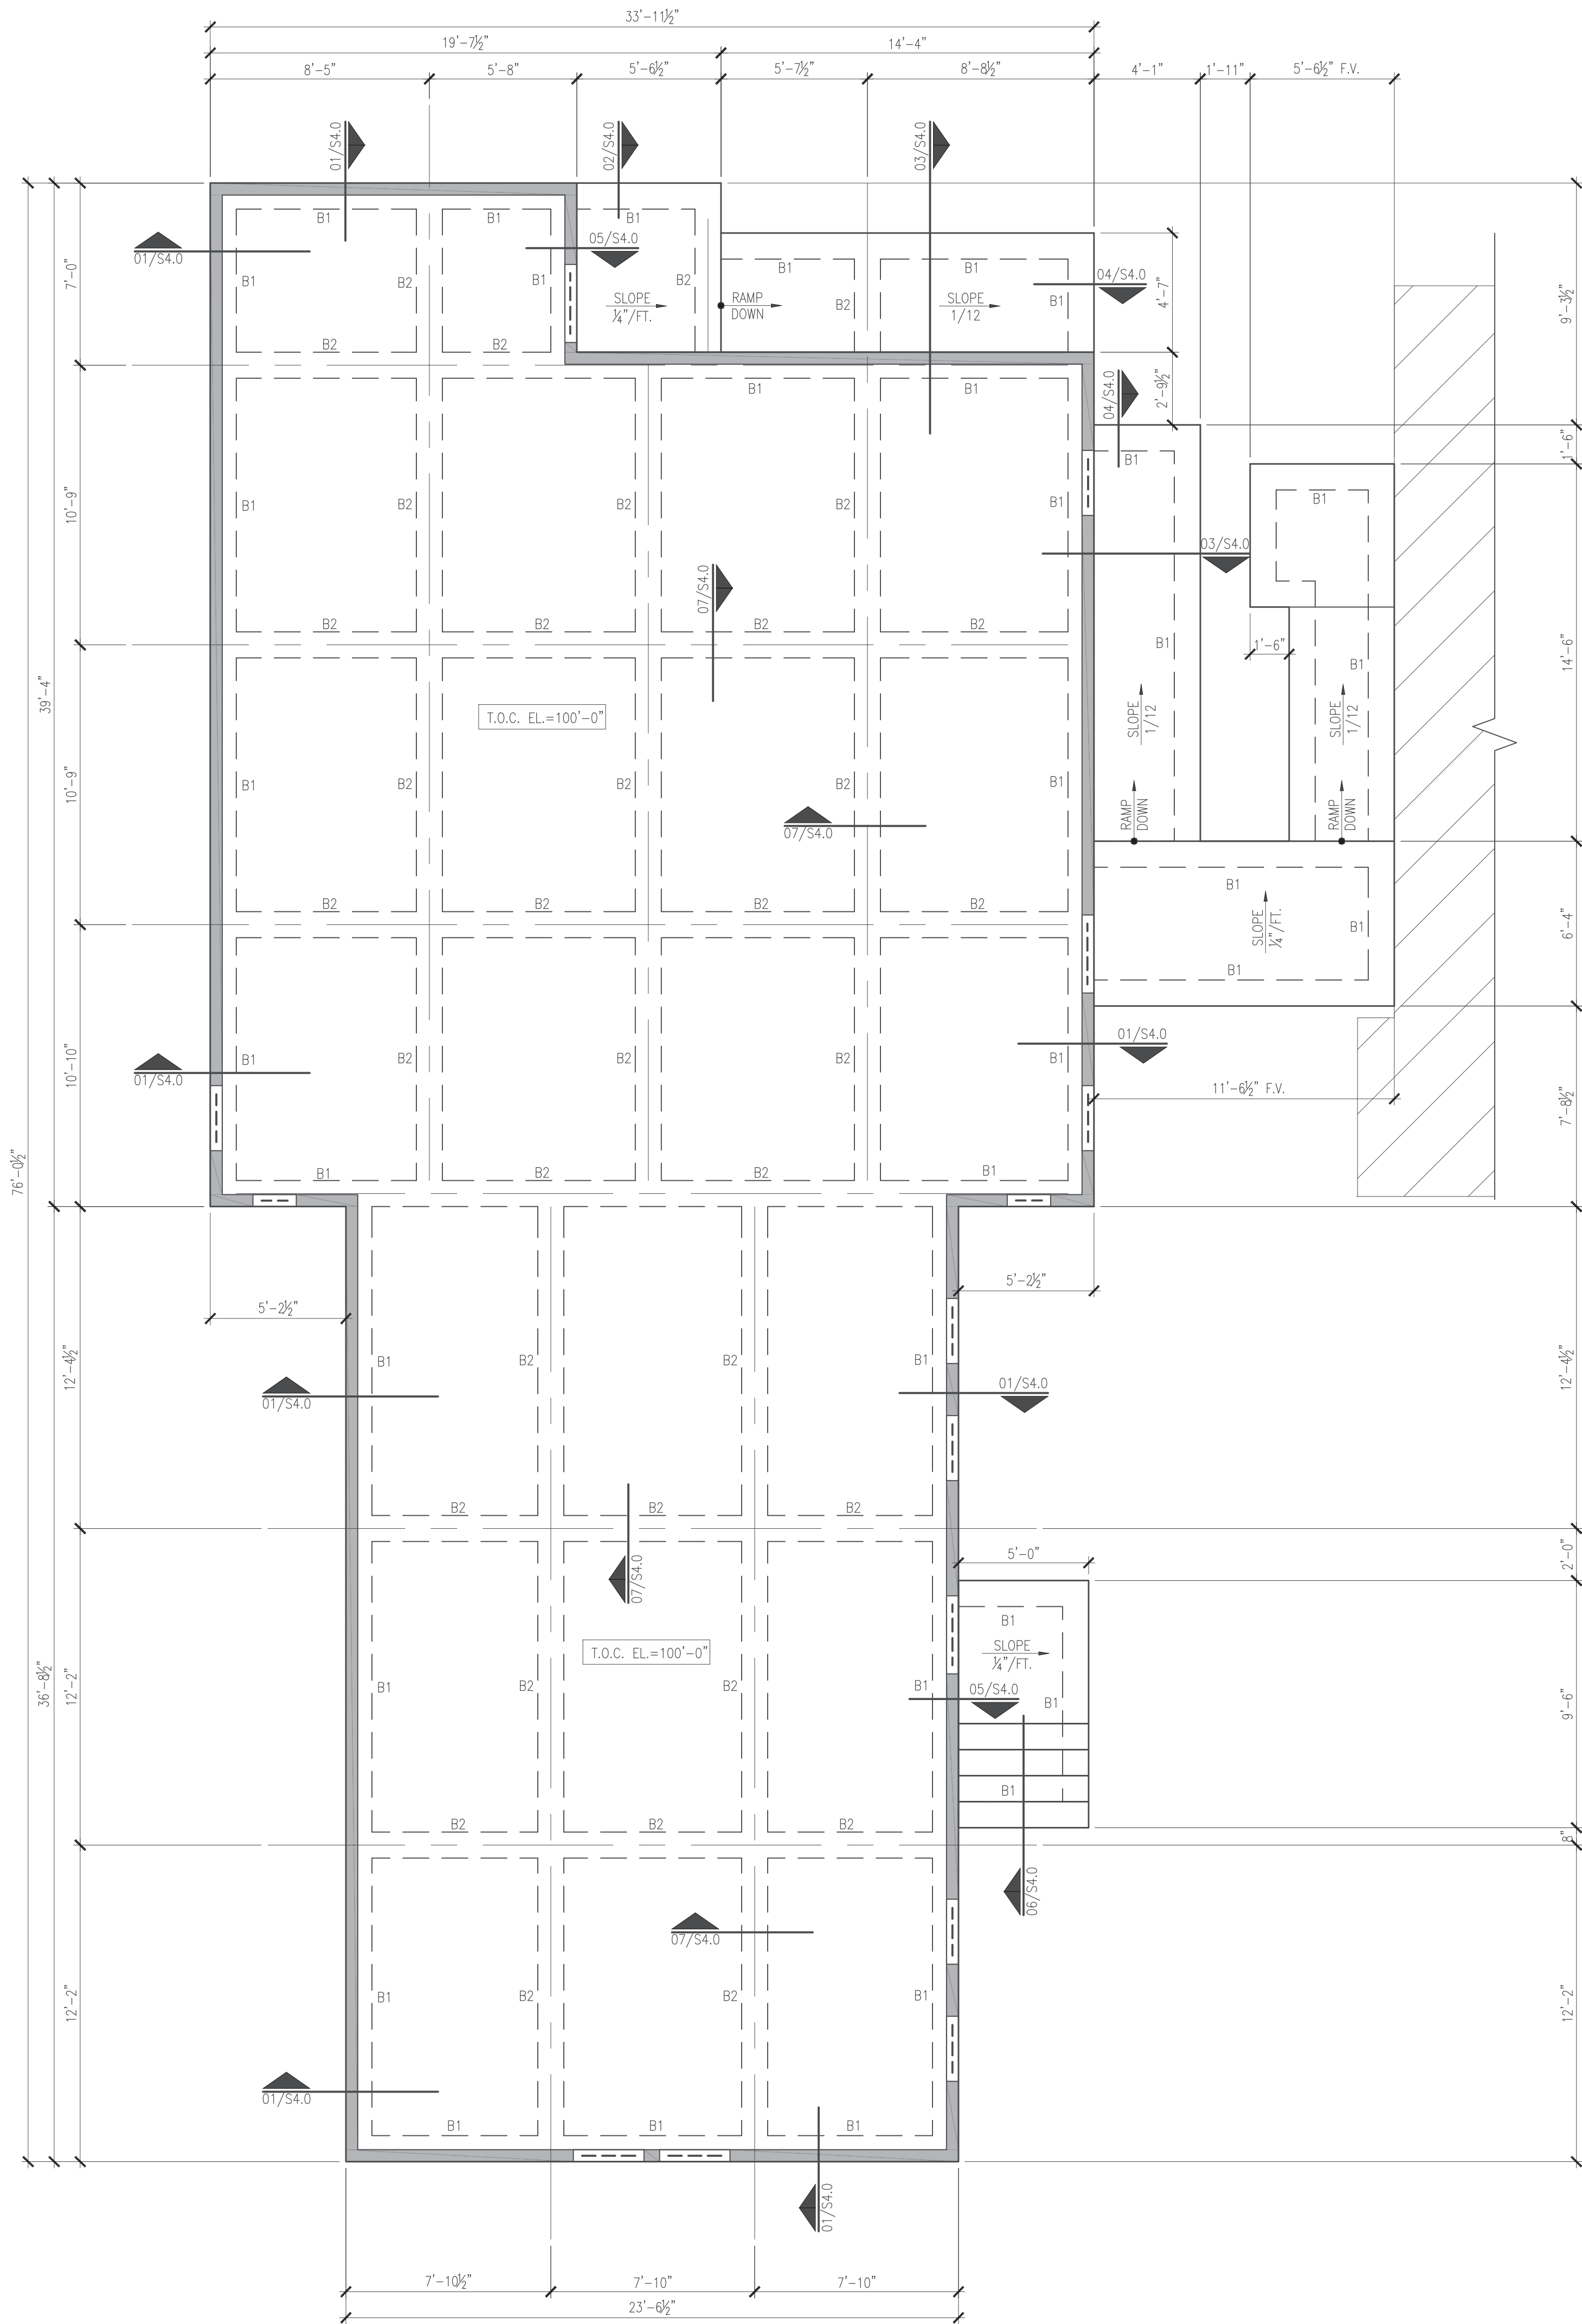 33'-11½"
19'-7½"
14'-4"
8'-5"
5'-8"
5'-6½"
5'-7½"
8'-8½"
4'-1"
1'-11"
5'-6½" F.V.
01/S4.0
02/S4.0
03/S4.0
B1
B1
B1
01/S4.0
05/S4.0
B1
B1
04/S4.0
B1
B2
B1
B2
B2
B1
7'-0"
SLOPE
¼"/FT.
RAMP
DOWN
SLOPE
1/12
4'-7"
9'-3½"
B2
B2
B1
B1
04/S4.0
2'-9½"
1'-6"
B1
B1
B1
B2
B2
B2
B1
10'-9"
03/S4.0
07/S4.0
B2
B2
B2
B2
B1
1'-6"
B1
14'-6"
39'-4"
T.O.C. EL.=100'-0"
SLOPE
1/12
SLOPE
1/12
B1
B2
B2
B2
B1
10'-9"
07/S4.0
RAMP
DOWN
RAMP
DOWN
B2
B2
B2
B2
B1
SLOPE
¼"/FT.
B1
B1
6'-4"
01/S4.0
B1
B2
B2
B2
B1
10'-10"
01/S4.0
11'-6½" F.V.
7'-8½"
76'-0½"
B1
B2
B2
B1
5'-2½"
5'-2½"
12'-4½"
B1
B2
B2
B1
12'-4½"
01/S4.0
01/S4.0
B2
B2
B2
07/S4.0
5'-0"
2'-0"
B1
T.O.C. EL.=100'-0"
SLOPE
¼"/FT.
36'-8½"
12'-2"
B1
B2
B2
B1
05/S4.0
B1
9'-6"
B1
B2
B2
B2
8"
06/S4.0
07/S4.0
12'-2"
B1
B2
B2
B1
12'-2"
01/S4.0
B1
B1
B1
01/S4.0
7'-10½"
7'-10"
7'-10"
23'-6½"